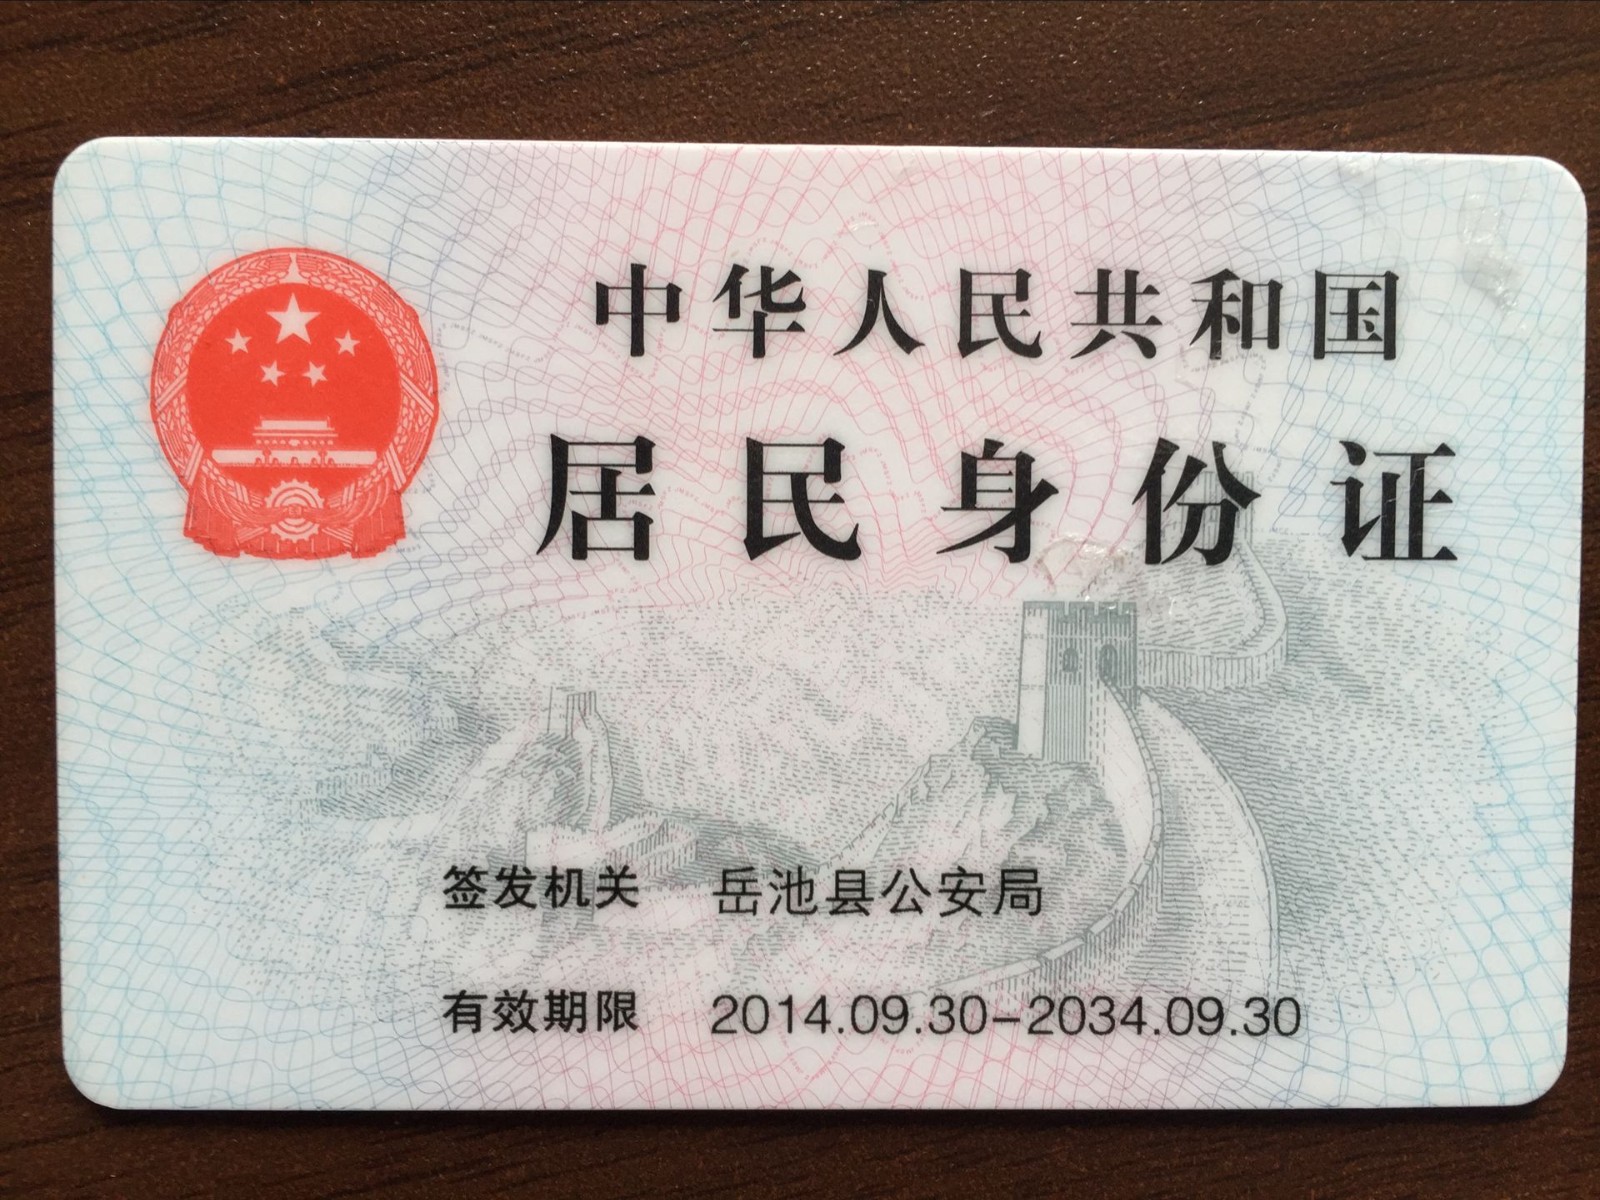 中华人民共和国
居民身份证
签发机关 岳池县公安局
有效期限 2014.09.30-2034.09.30